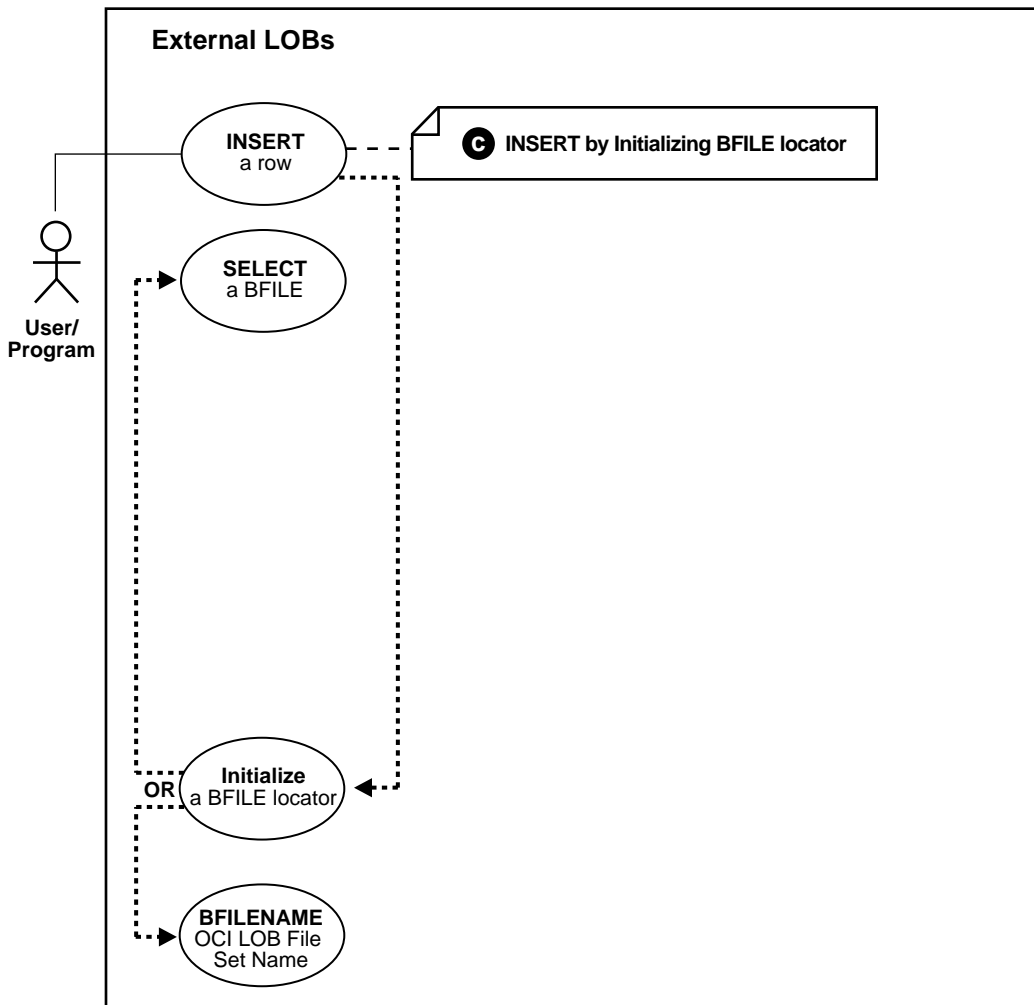 External LOBs
INSERT
a row
C INSERT by Initializing BFILE locator
SELECT
a BFILE
User/
Program
Initialize
OR
a BFILE locator
BFILENAME
OCI LOB File
Set Name